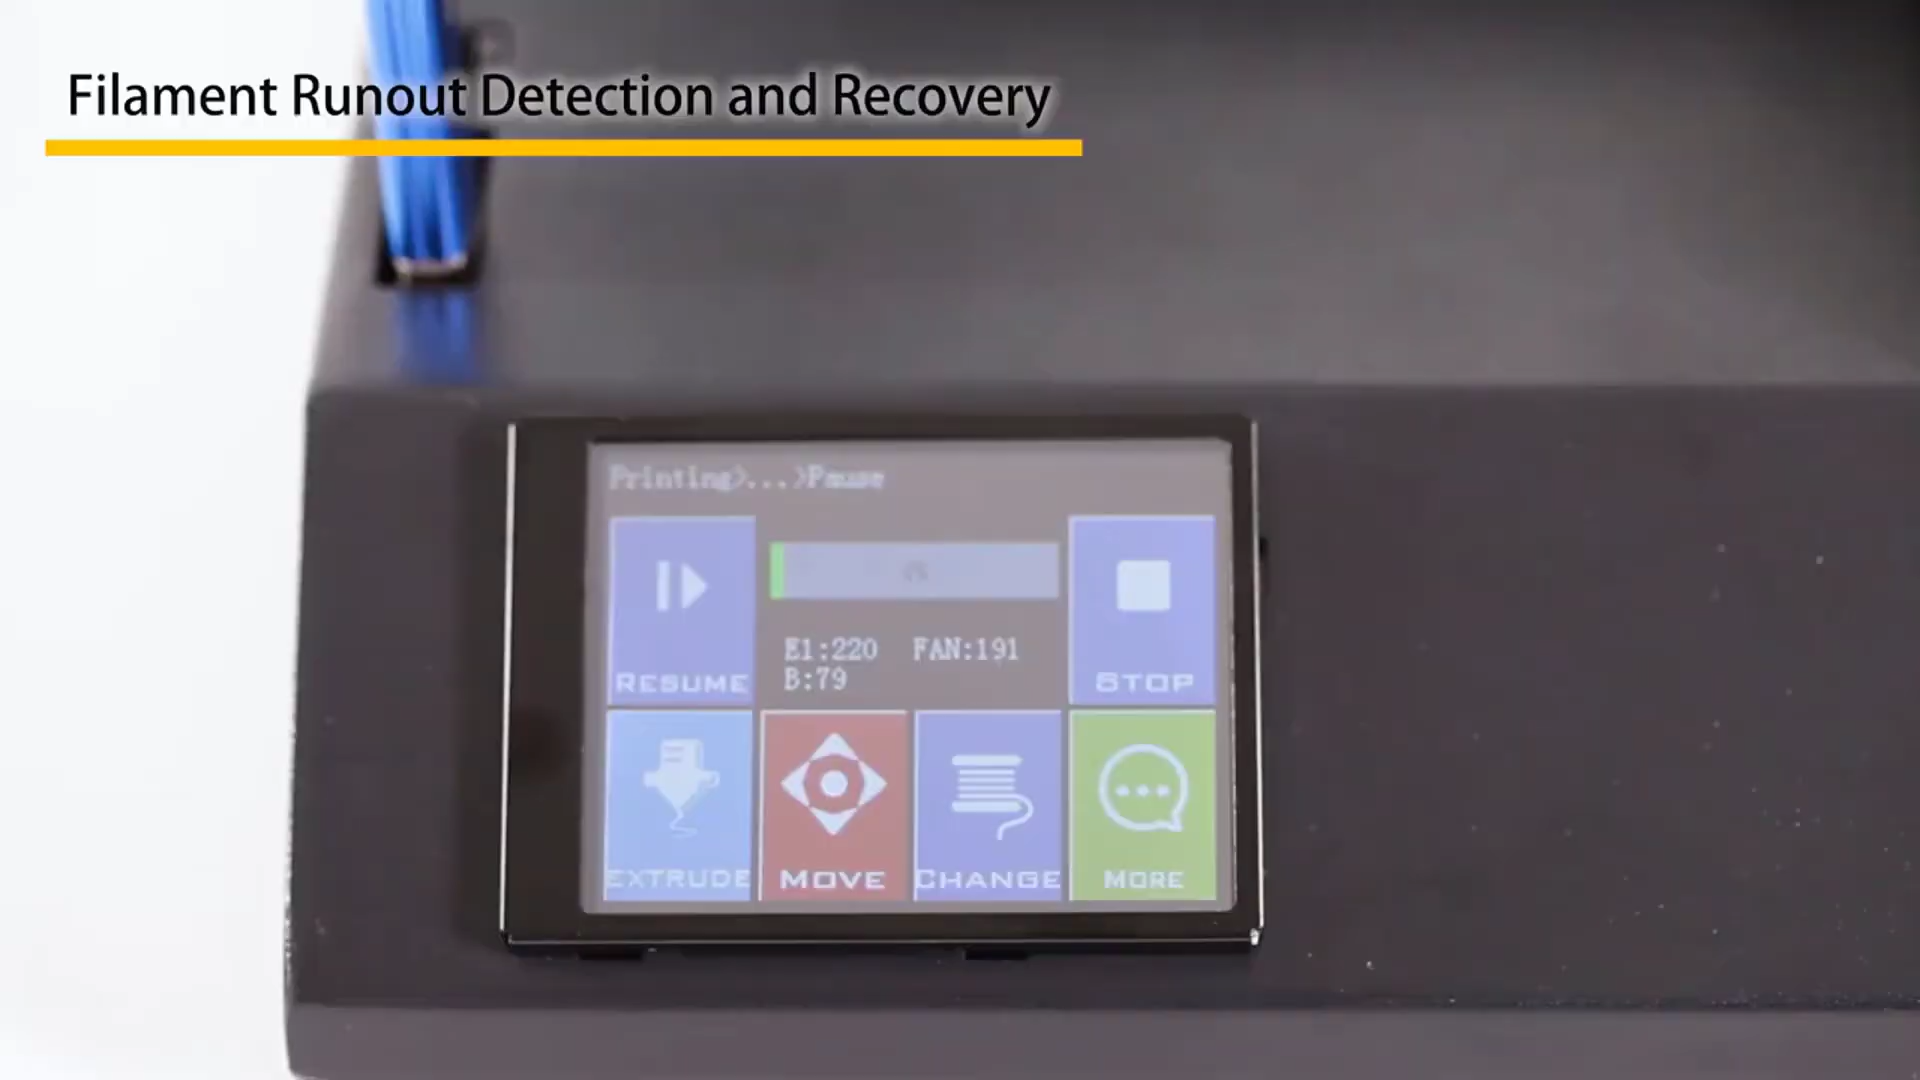 Filament Runout Detection and Recovery
Printing>...>Pause
RESUME
E1:220 FAN:191
B:79
STOP
EXTRUDE
MOVE
CHANGE
MORE